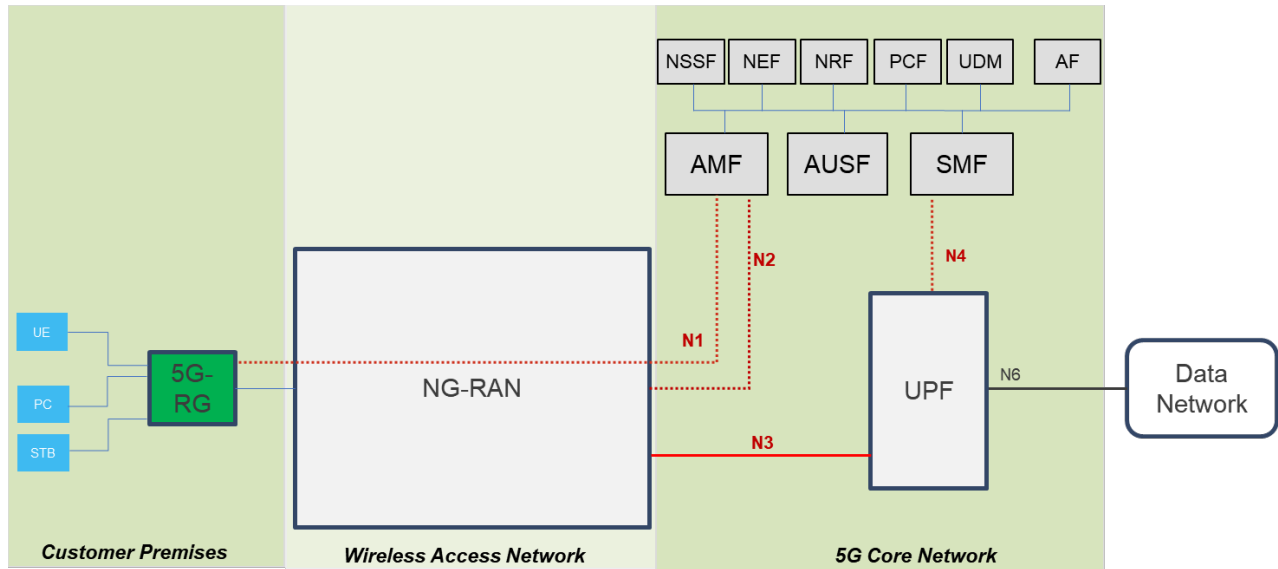 NSSF
NEF
NRF
PCF
UDM
AF
AMF
AUSF
SMF
N2
N4
N1
UE
PC
STB
5G-
RG
NG-RAN
UPF
N6
Data
Network
N3
Customer Premises
Wireless Access Network
5G Core Network